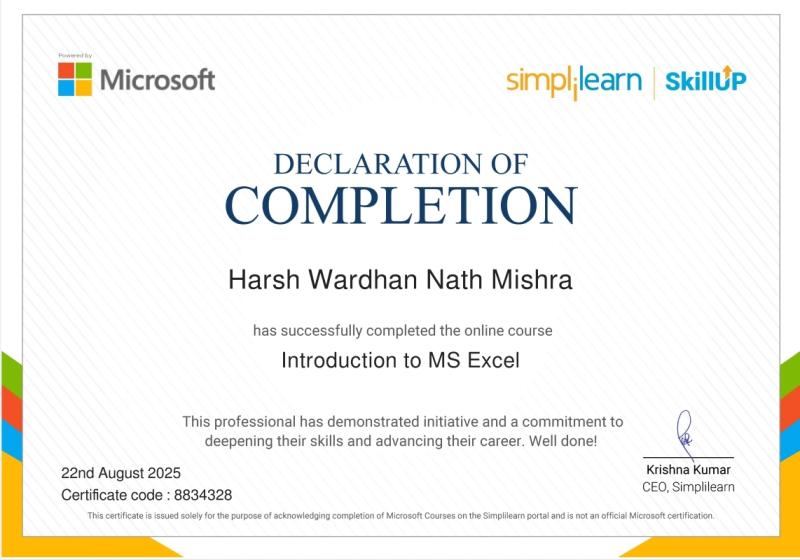 Powered by
Microsoft
simplilearn | SkillUP
DECLARATION OF
COMPLETION
Harsh Wardhan Nath Mishra
has successfully completed the online course
Introduction to MS Excel
This professional has demonstrated initiative and a commitment to
deepening their skills and advancing their career. Well done!
22nd August 2025
Certificate code : 8834328
Krishna Kumar
CEO, Simplilearn
This certificate is issued solely for the purpose of acknowledging completion of Microsoft Courses on the Simplilearn portal and is not an official Microsoft certification.